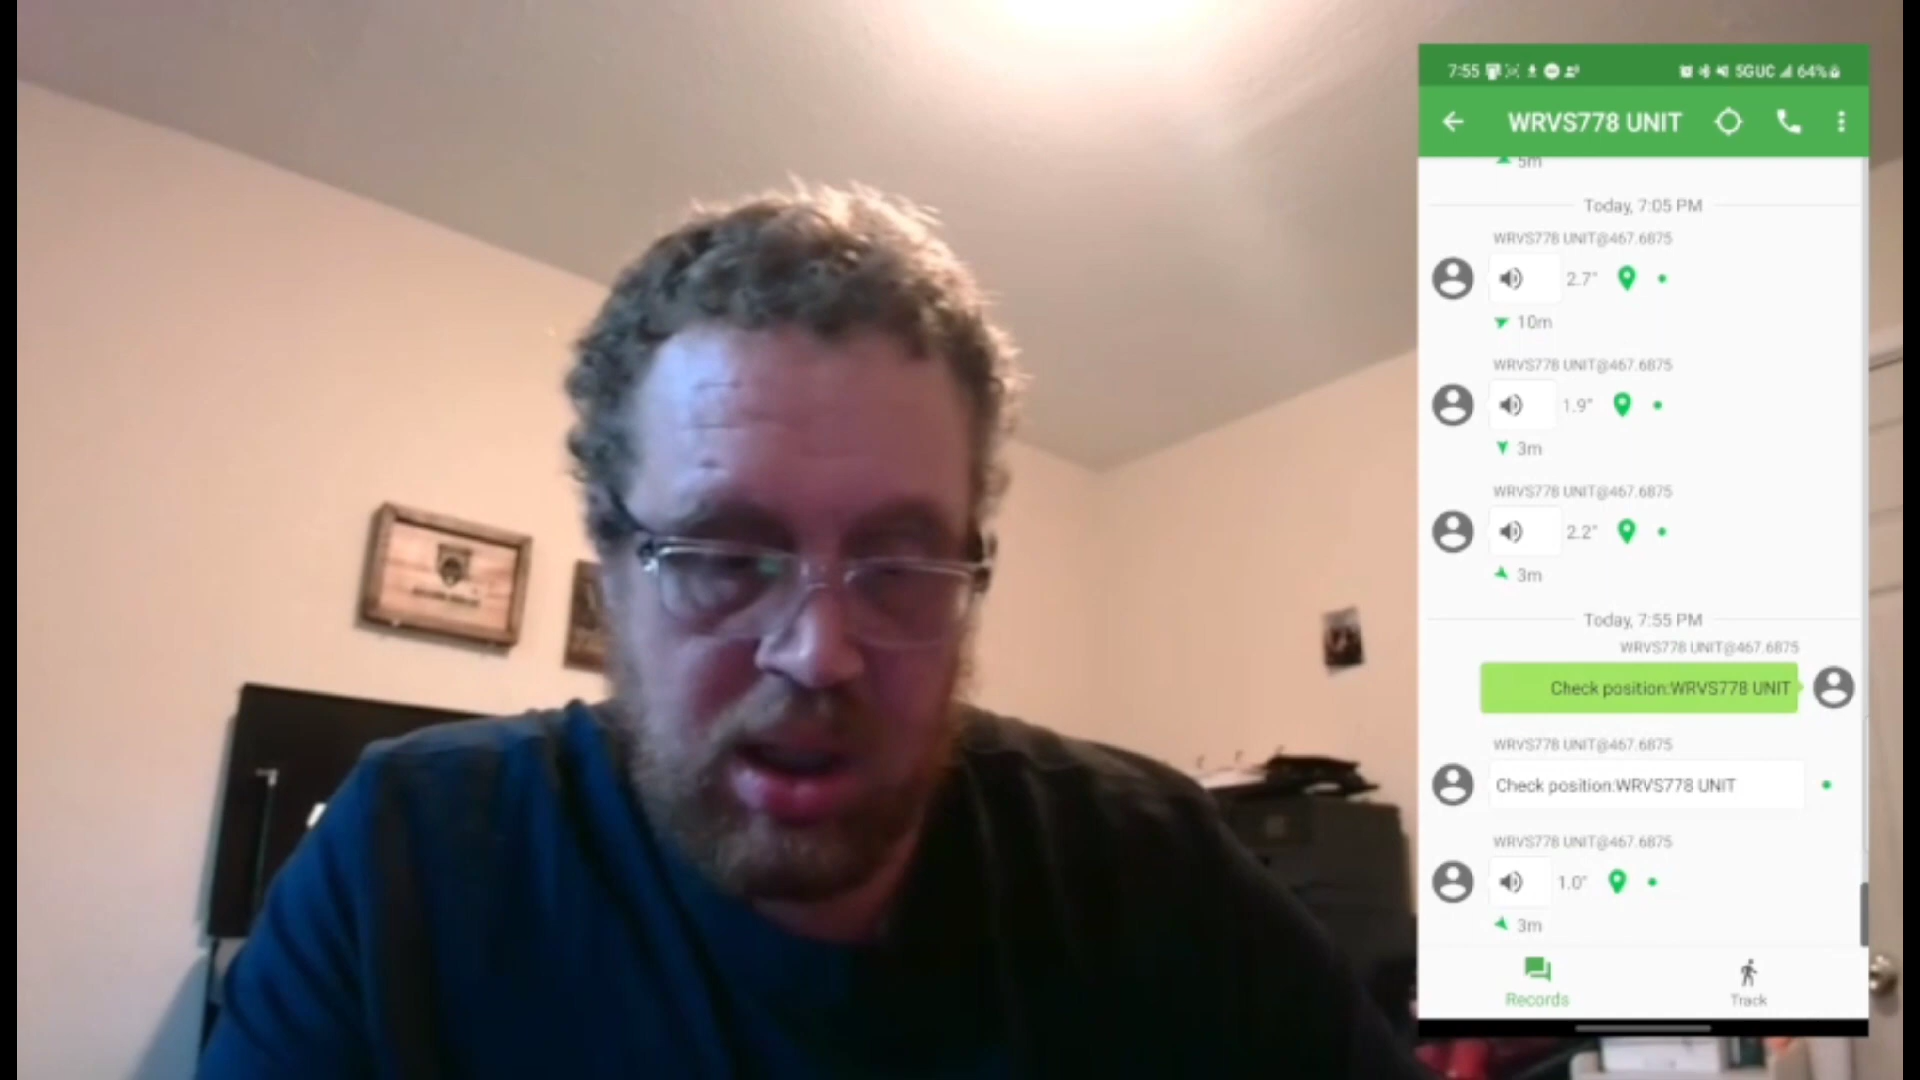 7:55
5GUC
64%
WRVS778 UNIT
5m
Today, 7:05 PM
WRVS778 UNIT@467.6875
2.7"
10m
WRVS778 UNIT@467.6875
1.9"
3m
WRVS778 UNIT@467.6875
2.2"
3m
Today, 7:55 PM
WRVS778 UNIT@467.6875
Check position:WRVS778 UNIT
WRVS778 UNIT@467.6875
Check position:WRVS778 UNIT
WRVS778 UNIT@467.6875
1.0"
3m
Records
Track